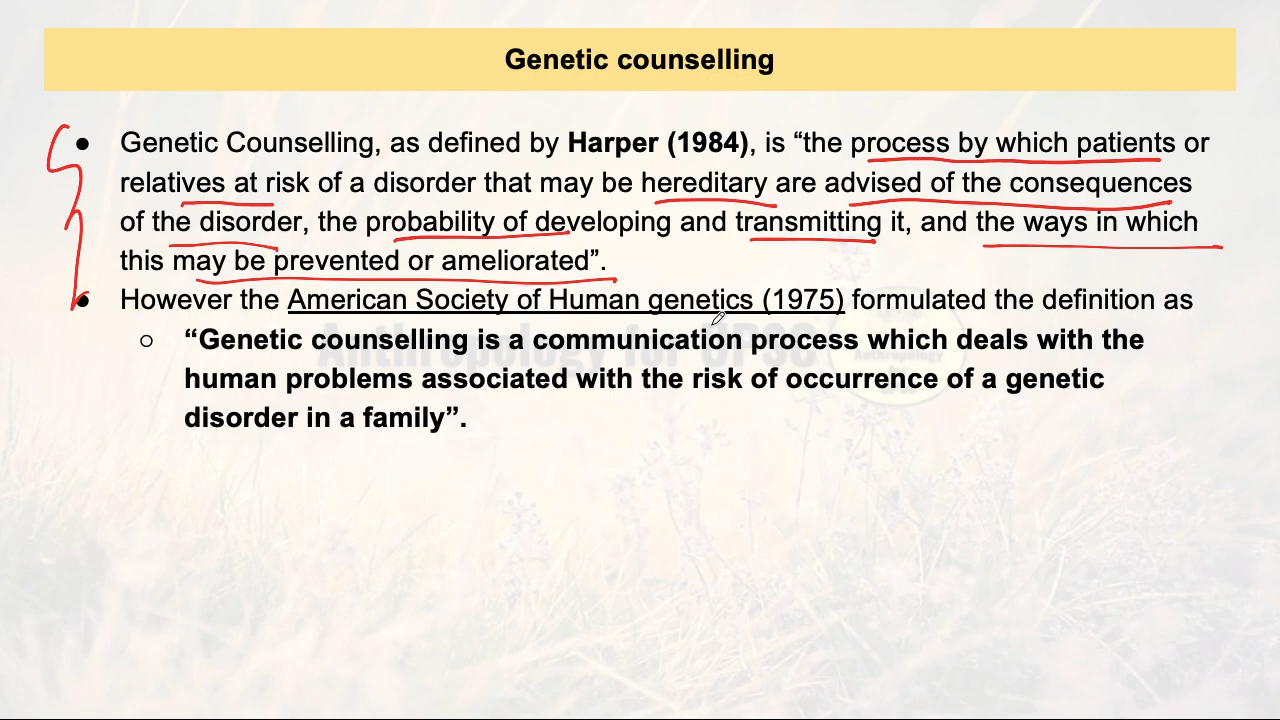 Genetic counselling
● Genetic Counselling, as defined by Harper (1984), is “the process by which patients or
relatives at risk of a disorder that may be hereditary are advised of the consequences
of the disorder, the probability of developing and transmitting it, and the ways in which
this may be prevented or ameliorated”.
● However the American Society of Human genetics (1975) formulated the definition as
○ “Genetic counselling is a communication process which deals with the
human problems associated with the risk of occurrence of a genetic
disorder in a family”.
Anthropology for UPSC
Anthropology